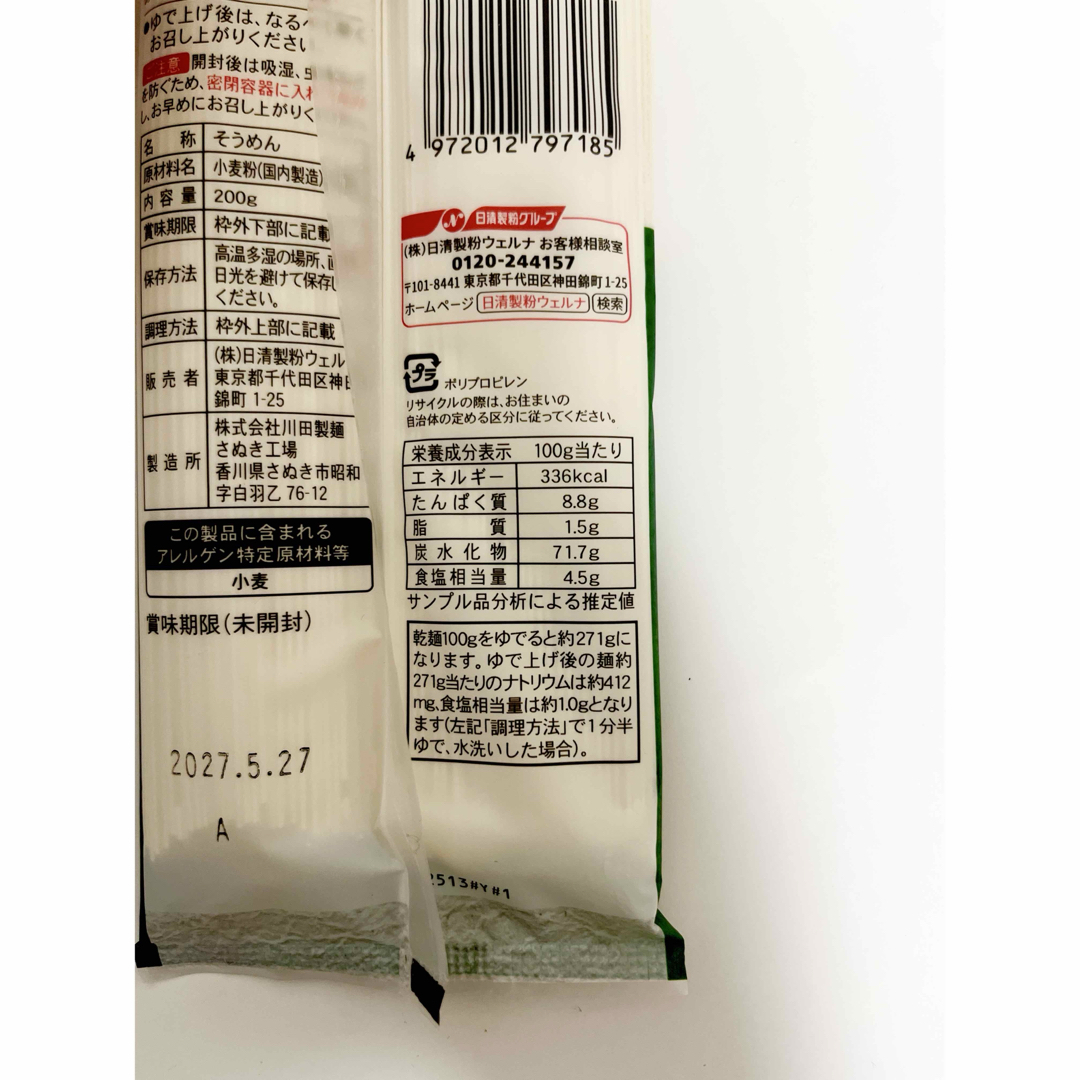 ●ゆで上げ後は、なるべ
お召し上がりください
ご注意 開封後は吸湿、虫
を防ぐため、密閉容器に入れ
し、お早めにお召し上がりく
名称 そうめん
原材料名 小麦粉(国内製造)
内容量 200g
賞味期限 枠外下部に記載
保存方法 高温多湿の場所、直
日光を避けて保存し
ください。
調理方法 枠外上部に記載
販売者 (株)日清製粉ウェル
東京都千代田区神田
錦町 1-25
製造所 株式会社川田製麺
さぬき工場
香川県さぬき市昭和
字白羽乙 76-12
この製品に含まれる
アレルゲン特定原材料等
小麦
賞味期限(未開封)
2027.5.27
A
4 972012 797185
日清製粉グループ
(株)日清製粉ウェルナ お客様相談室
0120-244157
〒101-8441 東京都千代田区神田錦町1-25
ホームページ 日清製粉ウェルナ 検索
プラ ポリプロピレン
リサイクルの際は、お住まいの
自治体の定める区分に従ってください。
栄養成分表示 100g当たり
エネルギー 336kcal
たんぱく質 8.8g
脂質 1.5g
炭水化物 71.7g
食塩相当量 4.5g
サンプル品分析による推定値
乾麺100gをゆでると約271gに
なります。ゆで上げ後の麺約
271g当たりのナトリウムは約412
mg、食塩相当量は約1.0gとなり
ます(左記「調理方法」で1分半
ゆで、水洗いした場合)。
2513#Y#1